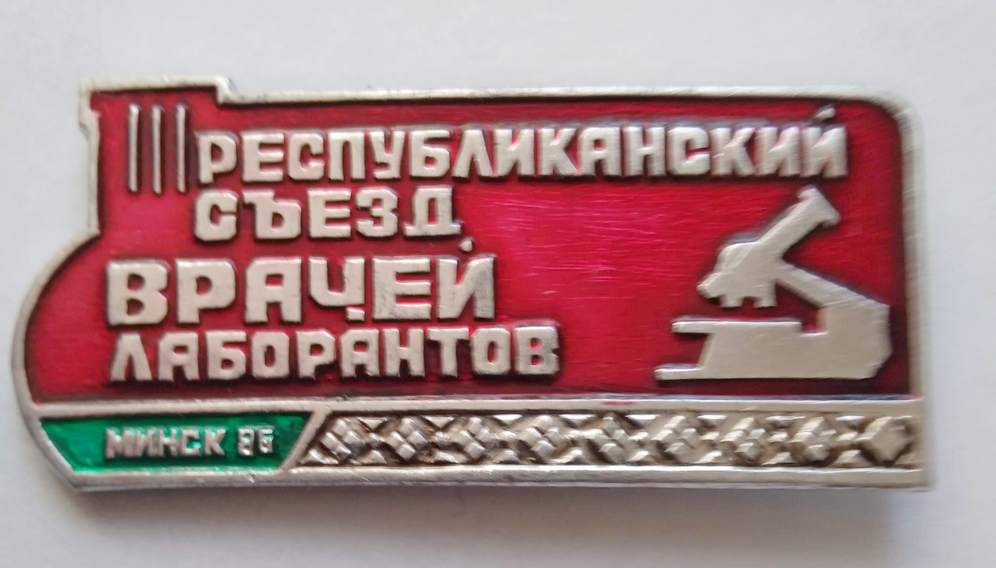 III РЕСПУБЛИКАНСКИЙ
СЪЕЗД
ВРАЧЕЙ
ЛАБОРАНТОВ
МИНСК 86